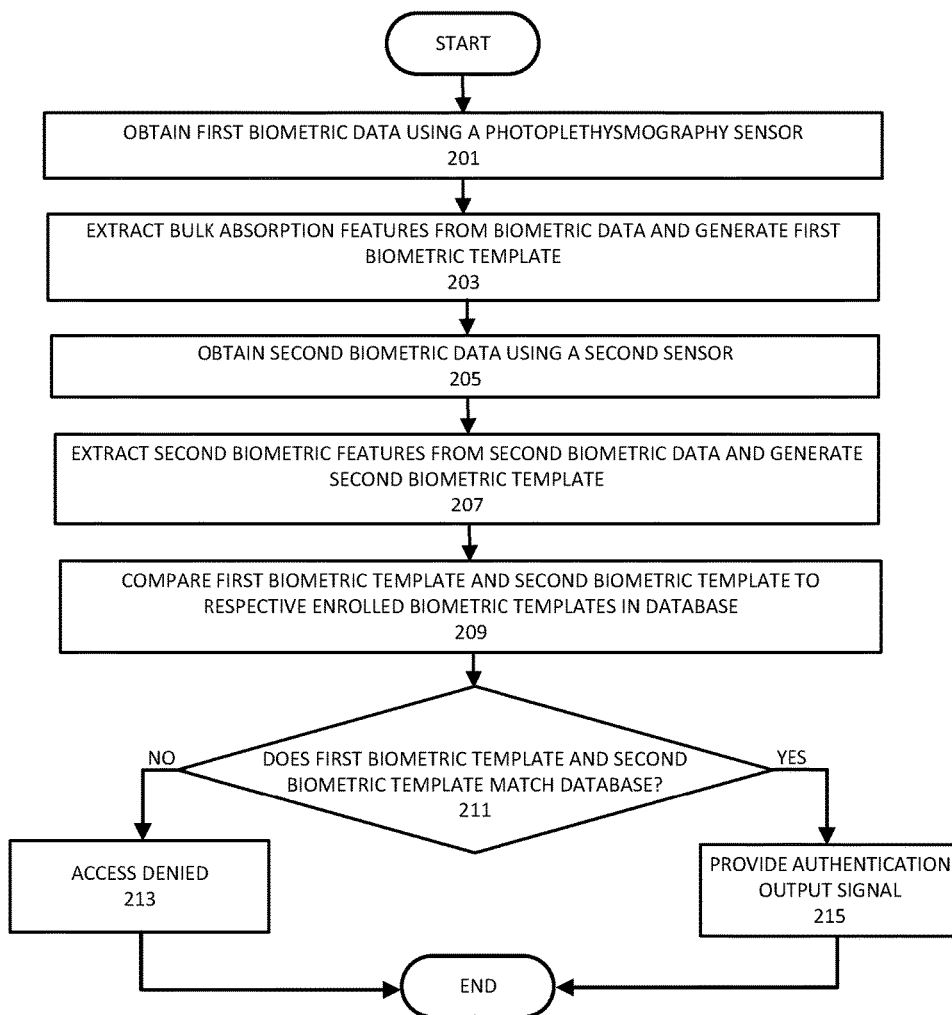 START
OBTAIN FIRST BIOMETRIC DATA USING A PHOTOPLETHYSMOGRAPHY SENSOR
201
EXTRACT BULK ABSORPTION FEATURES FROM BIOMETRIC DATA AND GENERATE FIRST
BIOMETRIC TEMPLATE
203
OBTAIN SECOND BIOMETRIC DATA USING A SECOND SENSOR
205
EXTRACT SECOND BIOMETRIC FEATURES FROM SECOND BIOMETRIC DATA AND GENERATE
SECOND BIOMETRIC TEMPLATE
207
COMPARE FIRST BIOMETRIC TEMPLATE AND SECOND BIOMETRIC TEMPLATE TO
RESPECTIVE ENROLLED BIOMETRIC TEMPLATES IN DATABASE
209
NO
DOES FIRST BIOMETRIC TEMPLATE AND SECOND
BIOMETRIC TEMPLATE MATCH DATABASE?
211
YES
ACCESS DENIED
213
PROVIDE AUTHENTICATION
OUTPUT SIGNAL
215
END